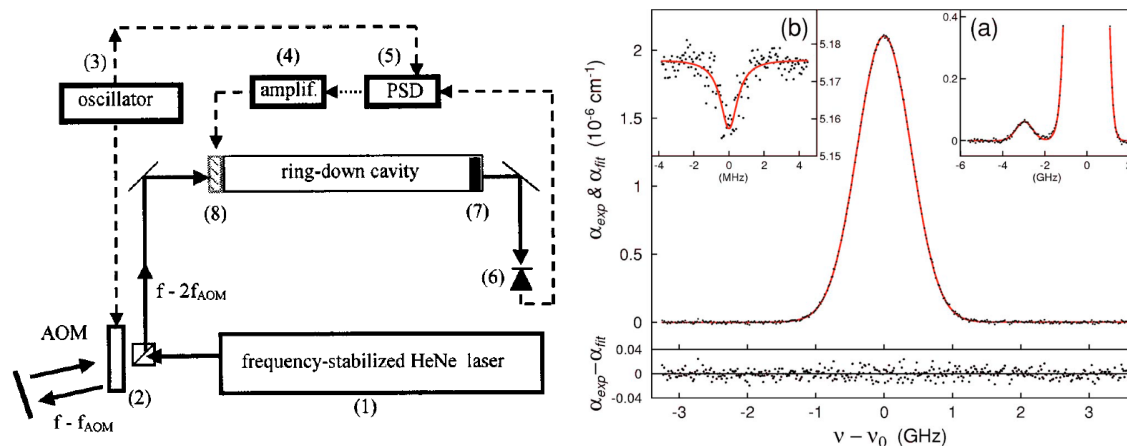 (3)
oscillator
(4)
amplif.
(5)
PSD
ring-down cavity
(8)
(7)
(6)
f - 2f_AOM
AOM
(2)
f - f_AOM
frequency-stabilized HeNe laser
(1)
α_exp & α_fit (10⁻⁶ cm⁻¹)
2
1.5
1
0.5
0
(b)
5.18
5.17
5.16
5.15
-4 -2 0 2 4
(MHz)
(a)
0.4
0.2
0
-6 -4 -2 0 2
(GHz)
α_exp−α_fit
0.04
0
-0.04
-3 -2 -1 0 1 2 3
ν − ν₀ (GHz)